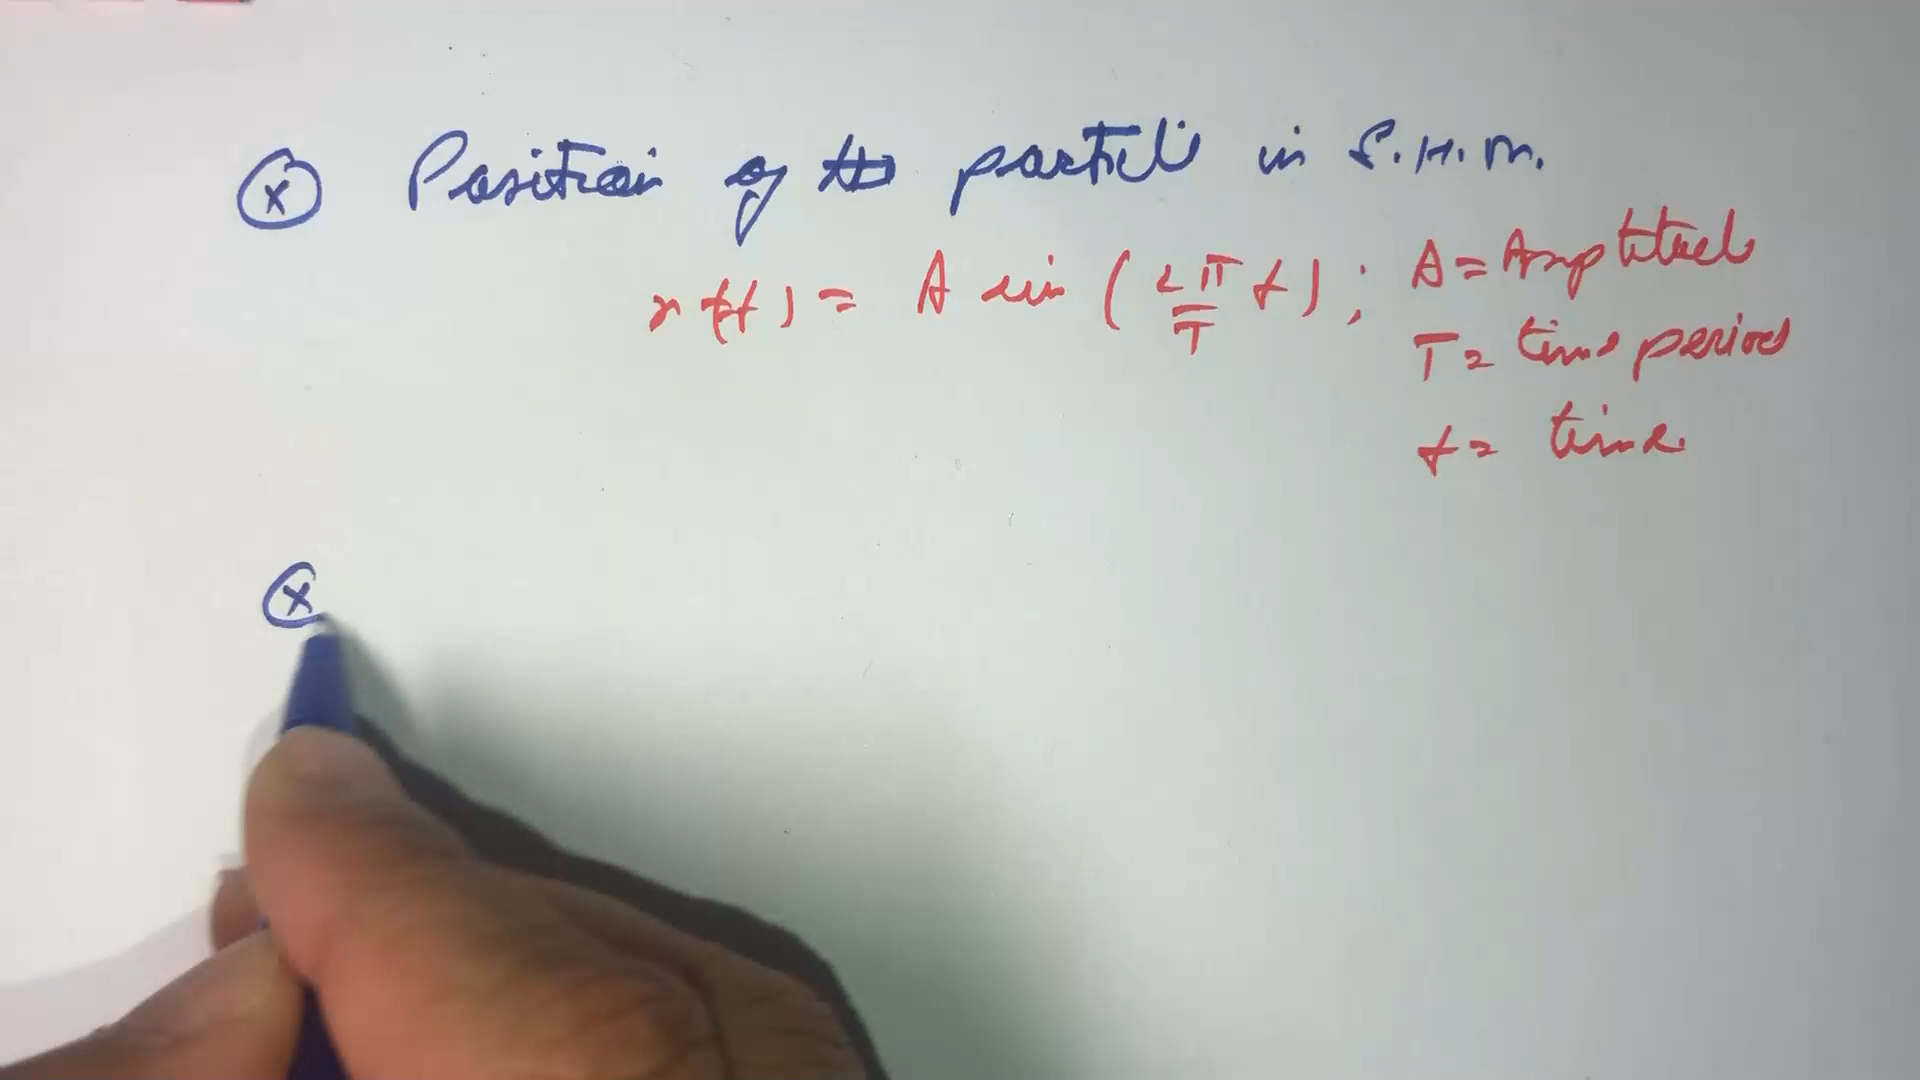 ⓧ Position of the particle in S.H.M.
x(t) = A sin (2π/T t) ; A = Amplitude
T = time period
t = time.
ⓧ